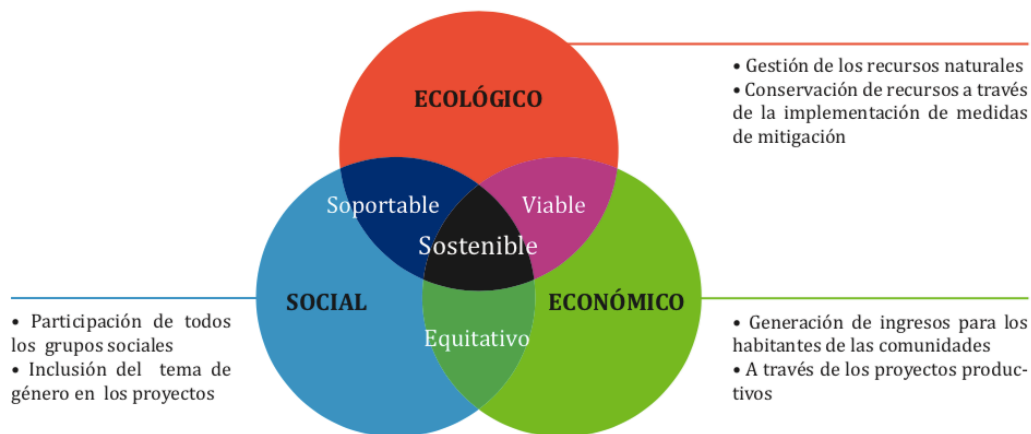 ECOLÓGICO
• Gestión de los recursos naturales
• Conservación de recursos a través
de la implementación de medidas
de mitigación
Soportable
Viable
Sostenible
SOCIAL
ECONÓMICO
Equitativo
• Participación de todos
los grupos sociales
• Inclusión del tema de
género en los proyectos
• Generación de ingresos para los
habitantes de las comunidades
• A través de los proyectos produc-
tivos